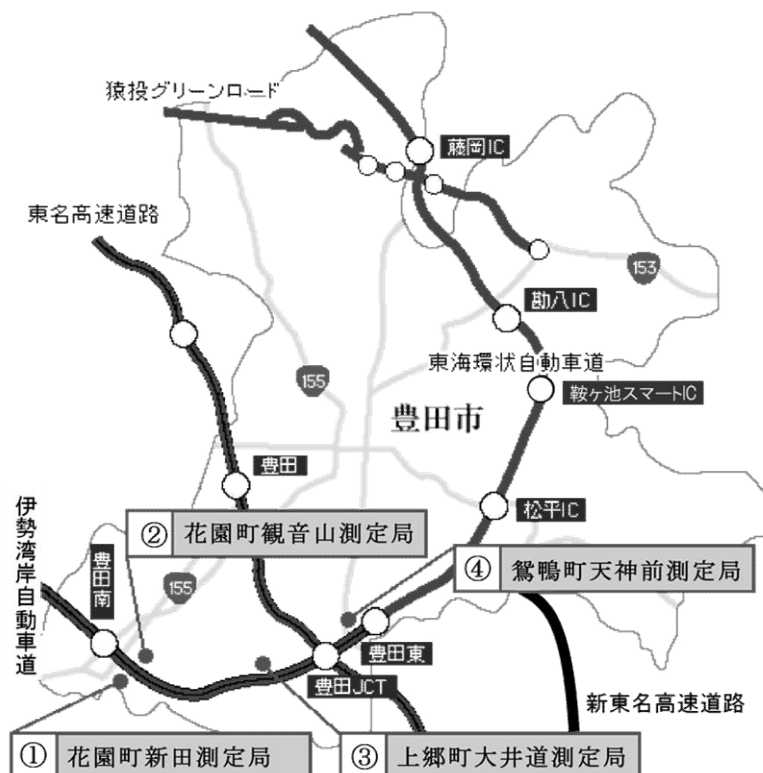 猿投グリーンロード
藤岡IC
東名高速道路
153
勘八IC
東海環状自動車道
155
鞍ヶ池スマートIC
豊田市
豊田
松平IC
伊勢湾岸自動車道
② 花園町観音山測定局
豊田南
155
④ 鴛鴨町天神前測定局
豊田東
豊田JCT
新東名高速道路
① 花園町新田測定局
③ 上郷町大井道測定局